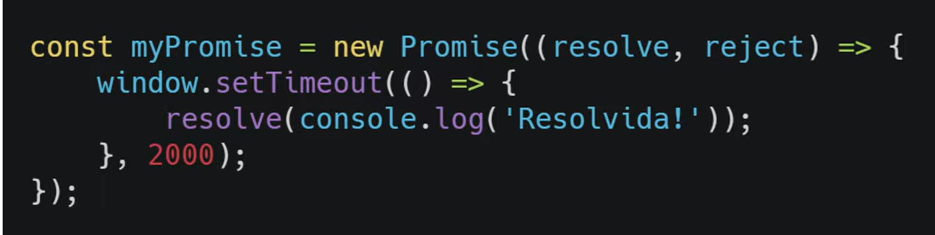 const myPromise = new Promise((resolve, reject) => {
    window.setTimeout(() => {
        resolve(console.log('Resolvida!'));
    }, 2000);
});